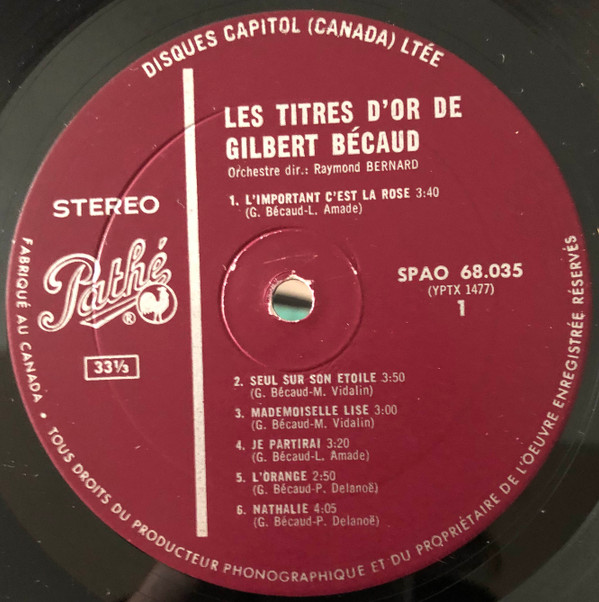 DISQUES CAPITOL (CANADA) LTÉE
LES TITRES D'OR DE
GILBERT BÉCAUD
Orchestre dir.: Raymond BERNARD
1. L'IMPORTANT C'EST LA ROSE 3:40
(G. Bécaud-L. Amade)
STEREO
Pathé
®
33⅓
SPAO 68.035
(YPTX 1477)
1
2. SEUL SUR SON ETOILE 3:50
(G. Bécaud-M. Vidalin)
3. MADEMOISELLE LISE 3:00
(G. Bécaud-M. Vidalin)
4. JE PARTIRAI 3:20
(G. Bécaud-L. Amade)
5. L'ORANGE 2:50
(G. Bécaud-P. Delanoë)
6. NATHALIE 4:05
(G. Bécaud-P. Delanoë)
FABRIQUÉ AU CANADA • TOUS DROITS DU PRODUCTEUR PHONOGRAPHIQUE ET DU PROPRIÉTAIRE DE L'OEUVRE ENREGISTRÉE RÉSERVÉS